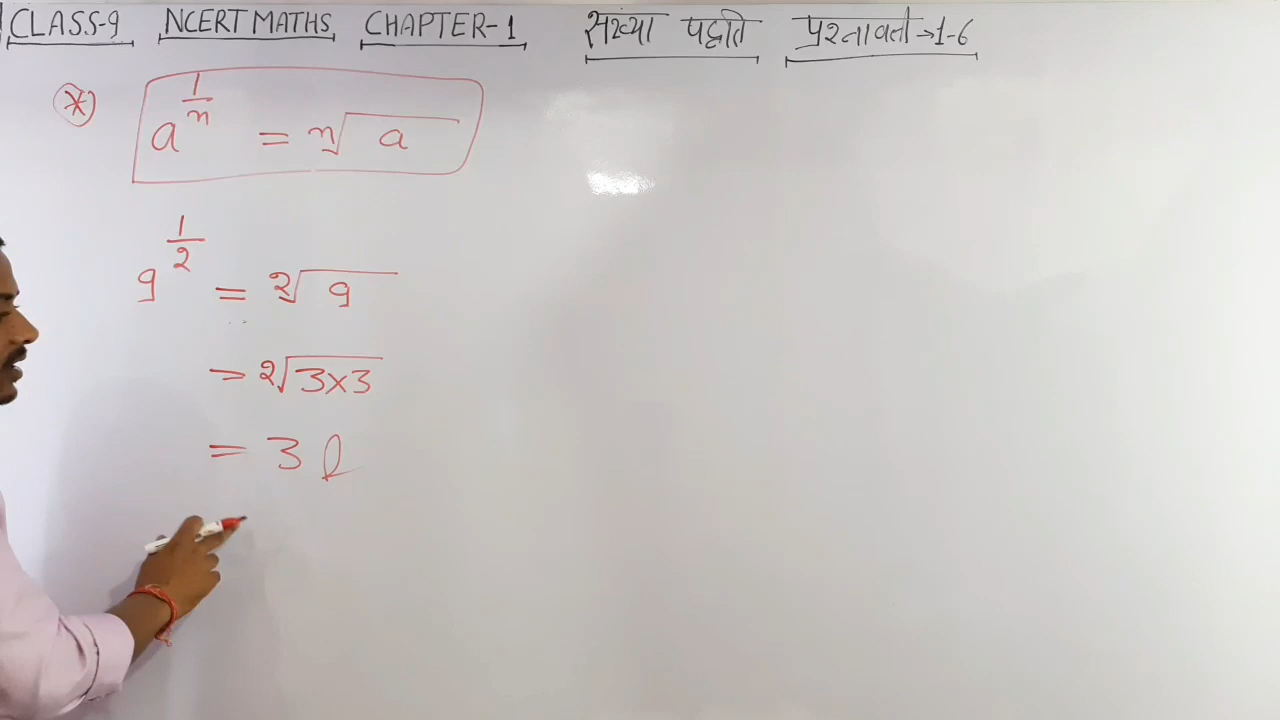 CLASS-9 NCERT MATHS CHAPTER-1 संख्या पद्वति प्रश्नावली→1-6
* a^(1/n) = ⁿ√a
9^(1/2) = ²√9
= ²√3×3
= 3